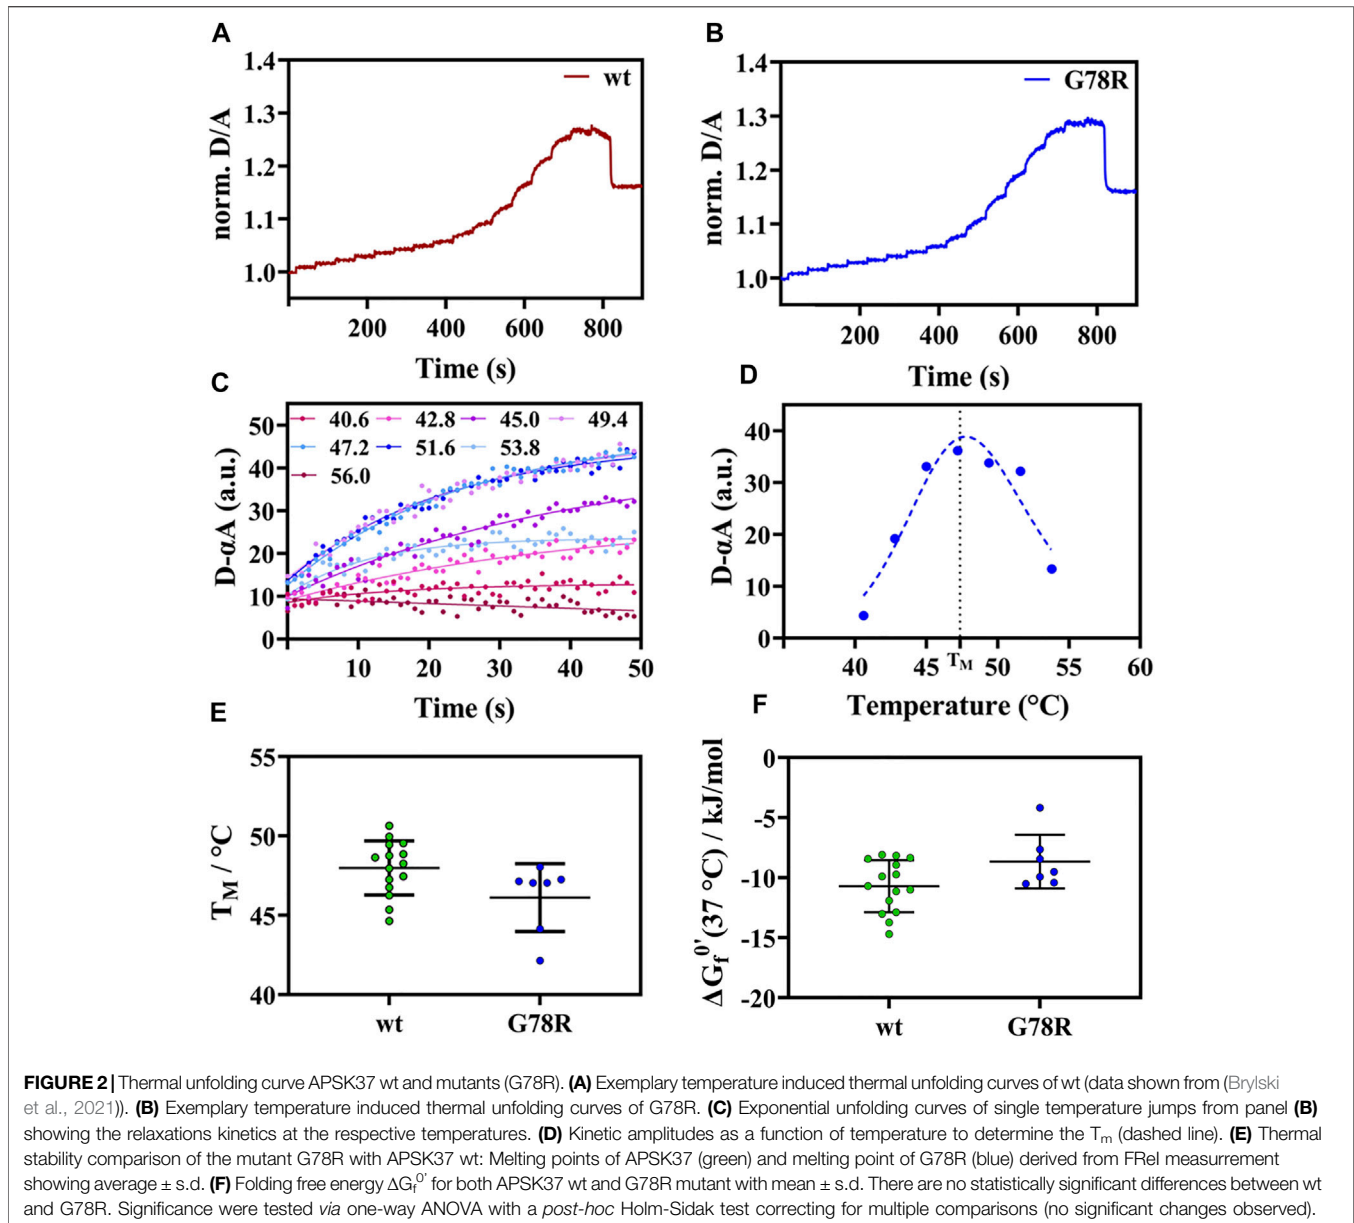 A
B
1.4
1.3
1.2
1.1
1.0
norm. D/A
wt
200
400
600
800
Time (s)
1.4
1.3
1.2
1.1
1.0
norm. D/A
G78R
200
400
600
800
Time (s)
C
D
50
40
30
20
10
0
D-αA (a.u.)
40.6 42.8 45.0 49.4
47.2 51.6 53.8
56.0
10
20
30
40
50
Time (s)
40
30
20
10
0
D-αA (a.u.)
40
45
TM
50
55
60
Temperature (°C)
E
F
55
50
45
40
TM / °C
wt
G78R
0
-5
-10
-15
-20
ΔGf0'(37 °C) / kJ/mol
wt
G78R
FIGURE 2 | Thermal unfolding curve APSK37 wt and mutants (G78R). (A) Exemplary temperature induced thermal unfolding curves of wt (data shown from (Brylski
et al., 2021)). (B) Exemplary temperature induced thermal unfolding curves of G78R. (C) Exponential unfolding curves of single temperature jumps from panel (B)
showing the relaxations kinetics at the respective temperatures. (D) Kinetic amplitudes as a function of temperature to determine the Tm (dashed line). (E) Thermal
stability comparison of the mutant G78R with APSK37 wt: Melting points of APSK37 (green) and melting point of G78R (blue) derived from FReI measurrement
showing average ± s.d. (F) Folding free energy ΔGf0' for both APSK37 wt and G78R mutant with mean ± s.d. There are no statistically significant differences between wt
and G78R. Significance were tested via one-way ANOVA with a post-hoc Holm-Sidak test correcting for multiple comparisons (no significant changes observed).